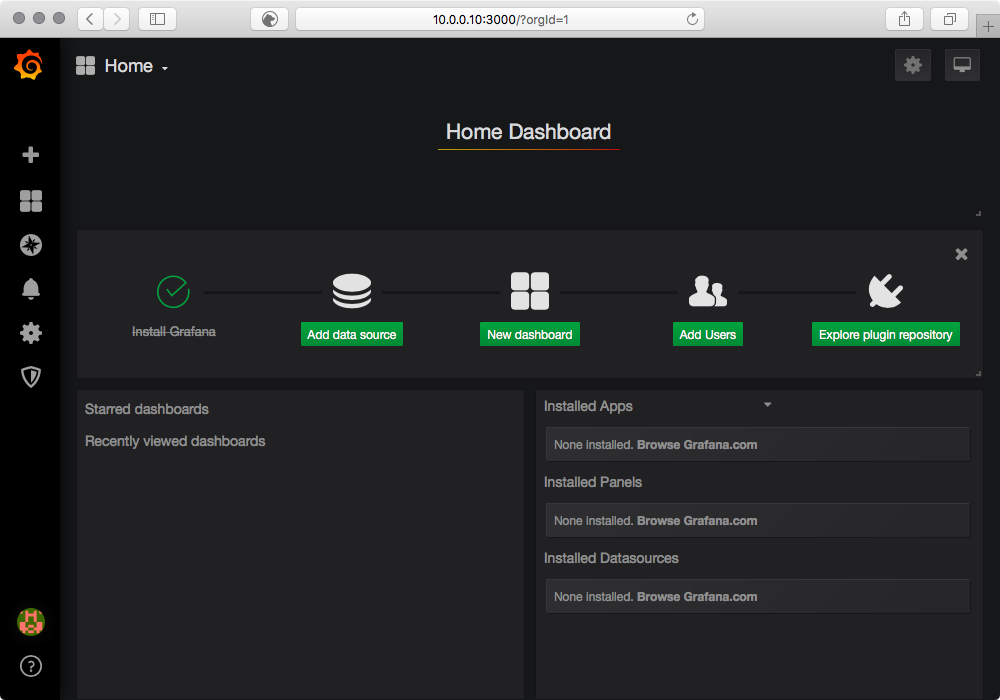 10.0.0.10:3000/?orgId=1
Home
Home Dashboard
Install Grafana
Add data source
New dashboard
Add Users
Explore plugin repository
Starred dashboards
Recently viewed dashboards
Installed Apps
None installed. Browse Grafana.com
Installed Panels
None installed. Browse Grafana.com
Installed Datasources
None installed. Browse Grafana.com